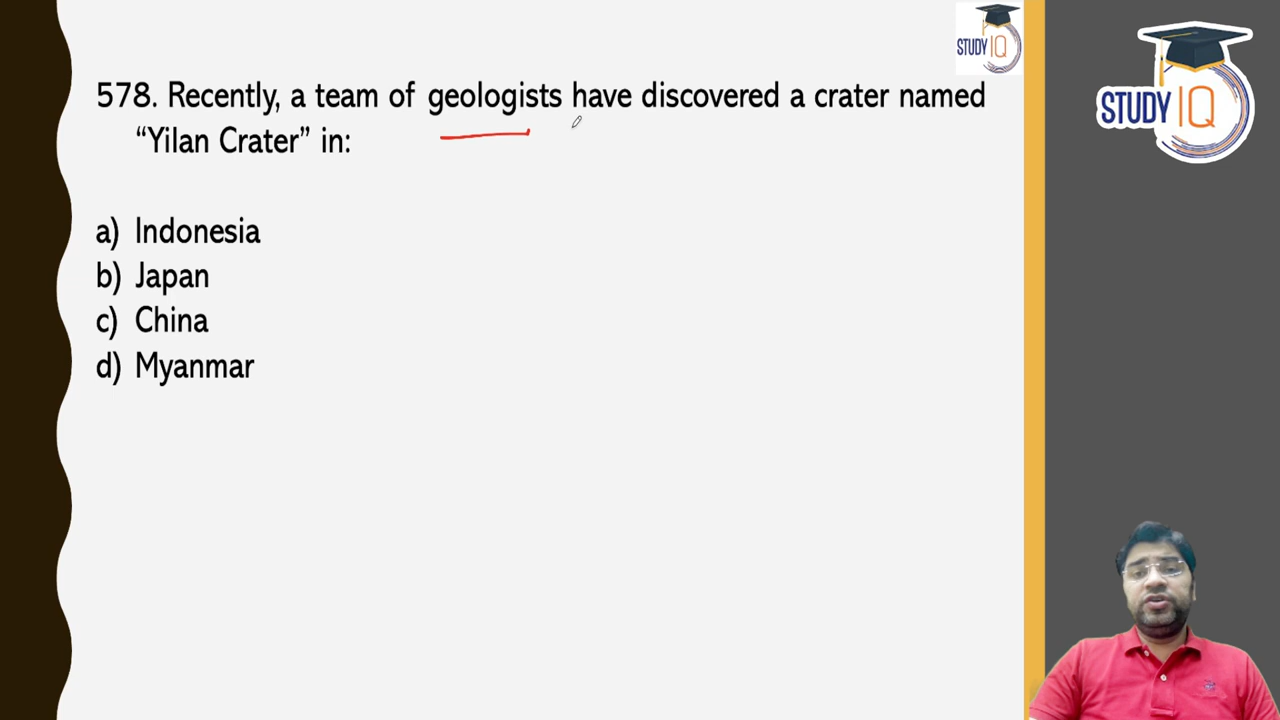 STUDY IQ
STUDY IQ
578. Recently, a team of geologists have discovered a crater named
“Yilan Crater” in:
a) Indonesia
b) Japan
c) China
d) Myanmar